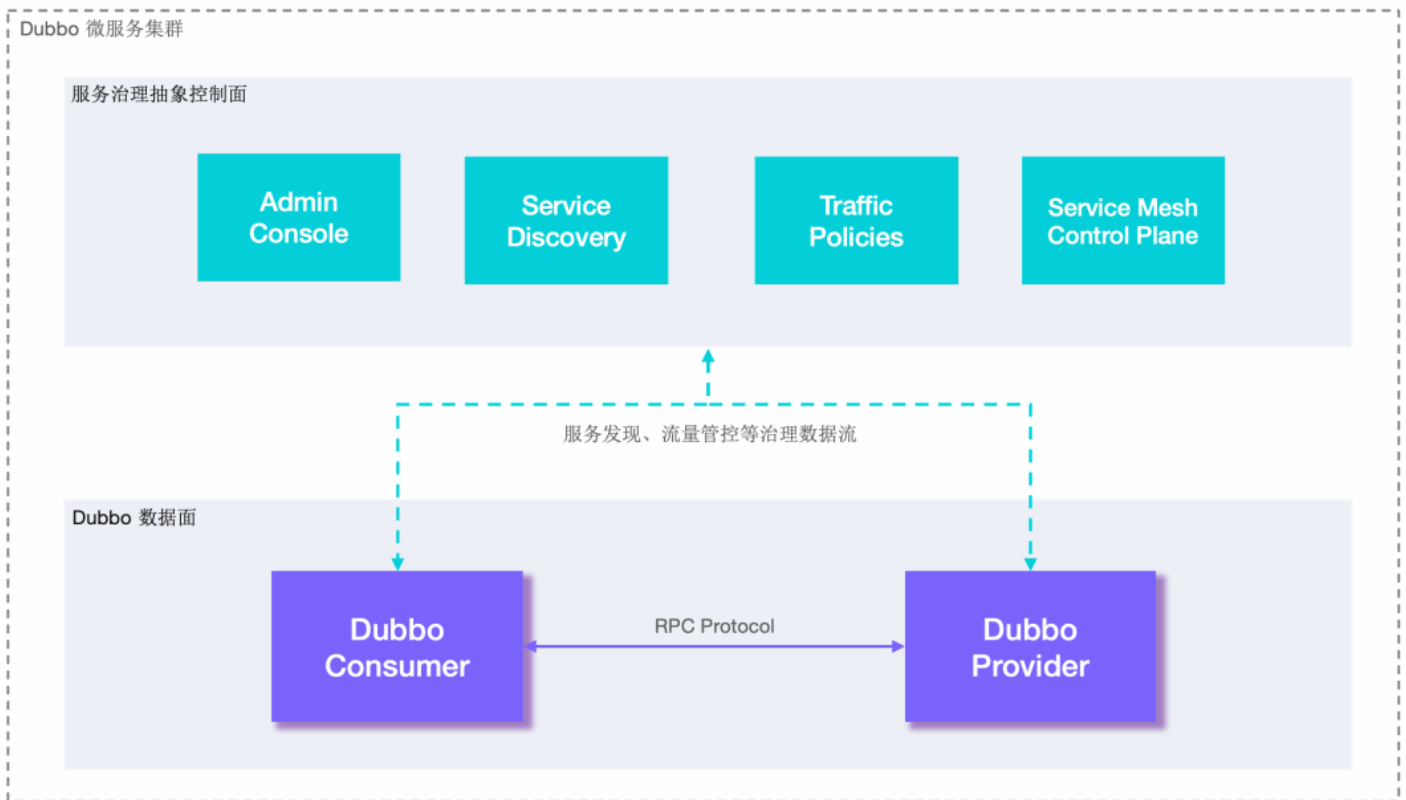 Dubbo 微服务集群
服务治理抽象控制面
Admin
Console
Service
Discovery
Traffic
Policies
Service Mesh
Control Plane
服务发现、流量管控等治理数据流
Dubbo 数据面
Dubbo
Consumer
RPC Protocol
Dubbo
Provider